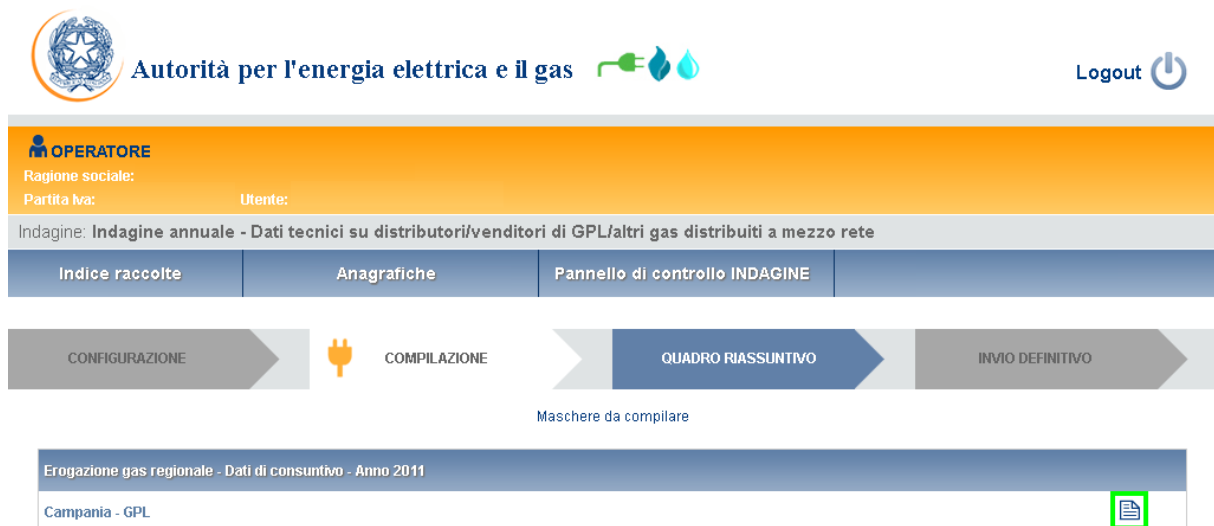 Autorità per l'energia elettrica e il gas
Logout
OPERATORE
Ragione sociale:
Partita Iva: Utente:
Indagine: Indagine annuale - Dati tecnici su distributori/venditori di GPL/altri gas distribuiti a mezzo rete
Indice raccolte Anagrafiche Pannello di controllo INDAGINE
CONFIGURAZIONE COMPILAZIONE QUADRO RIASSUNTIVO INVIO DEFINITIVO
Maschere da compilare
Erogazione gas regionale - Dati di consuntivo - Anno 2011
Campania - GPL